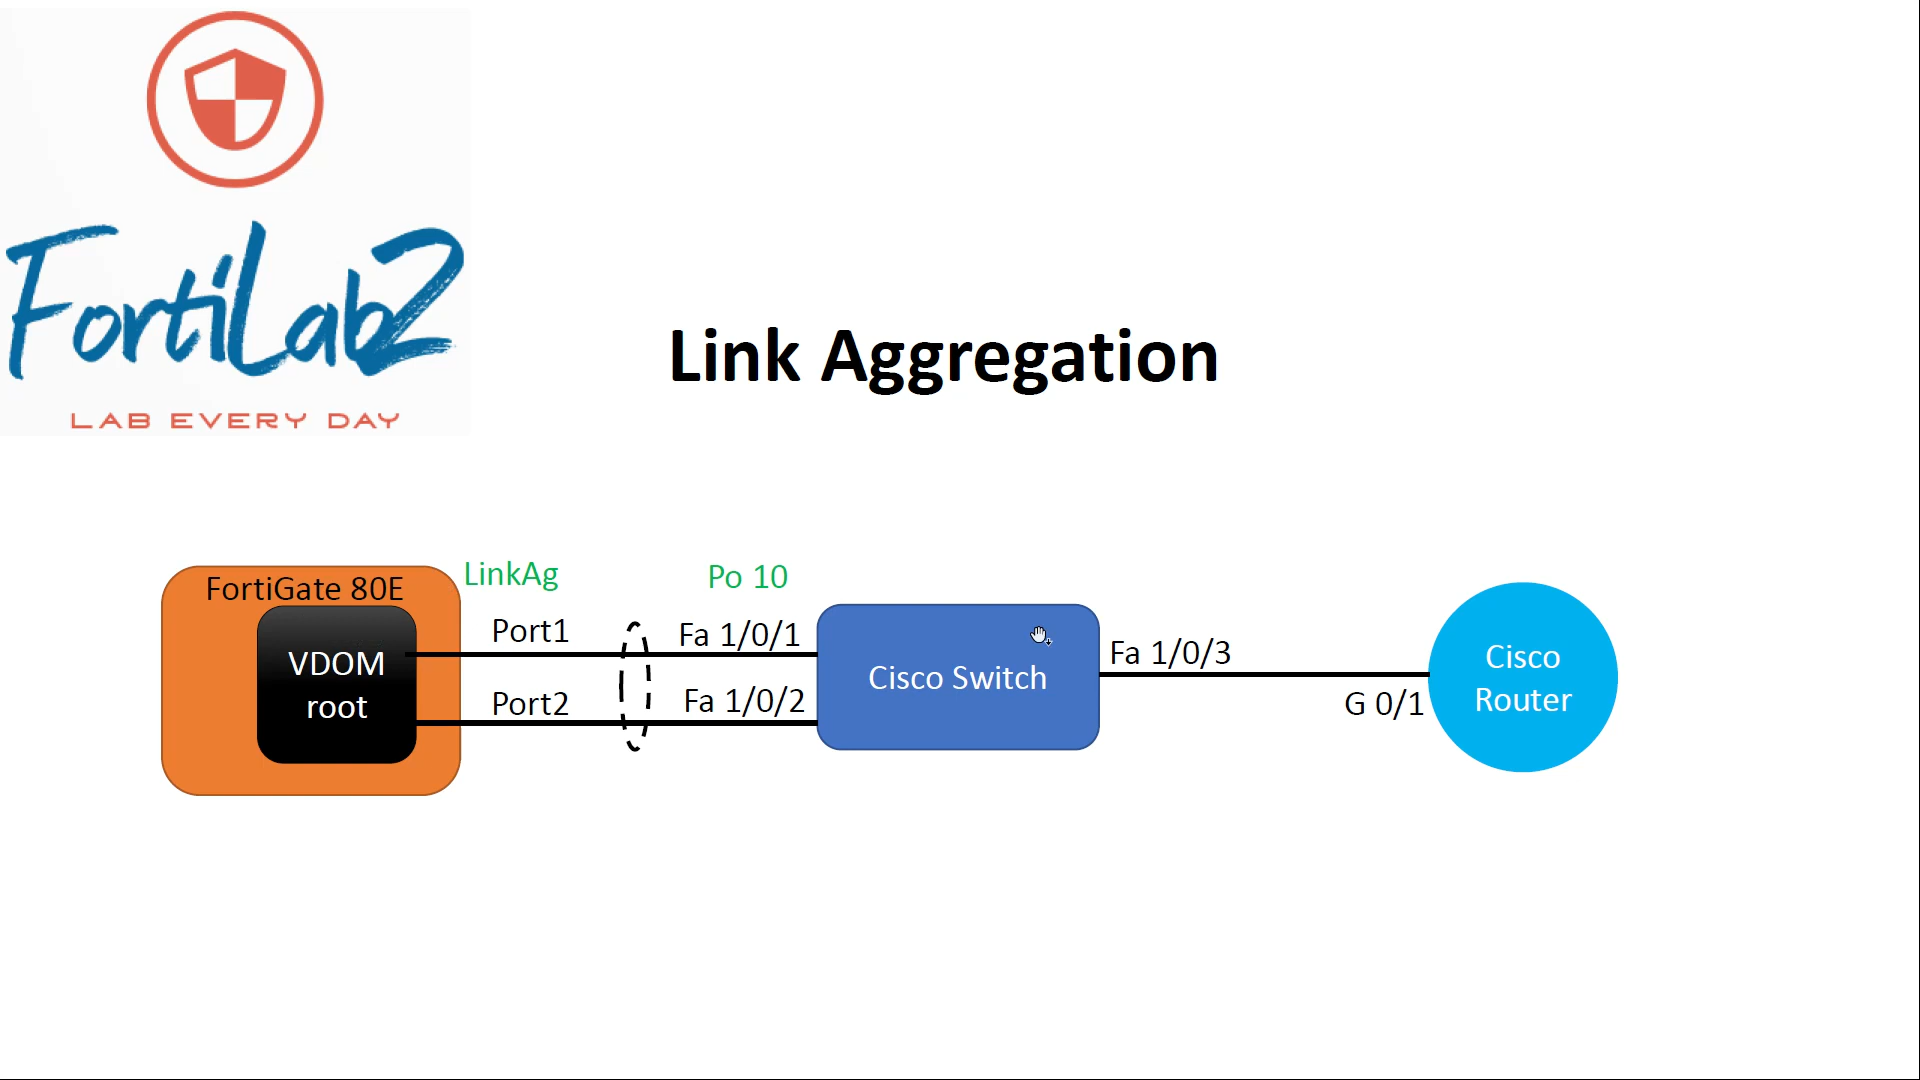 FortiLabZ
LAB EVERY DAY
Link Aggregation
FortiGate 80E
LinkAg
Po 10
VDOM
root
Port1
Fa 1/0/1
Port2
Fa 1/0/2
Cisco Switch
Fa 1/0/3
G 0/1
Cisco
Router